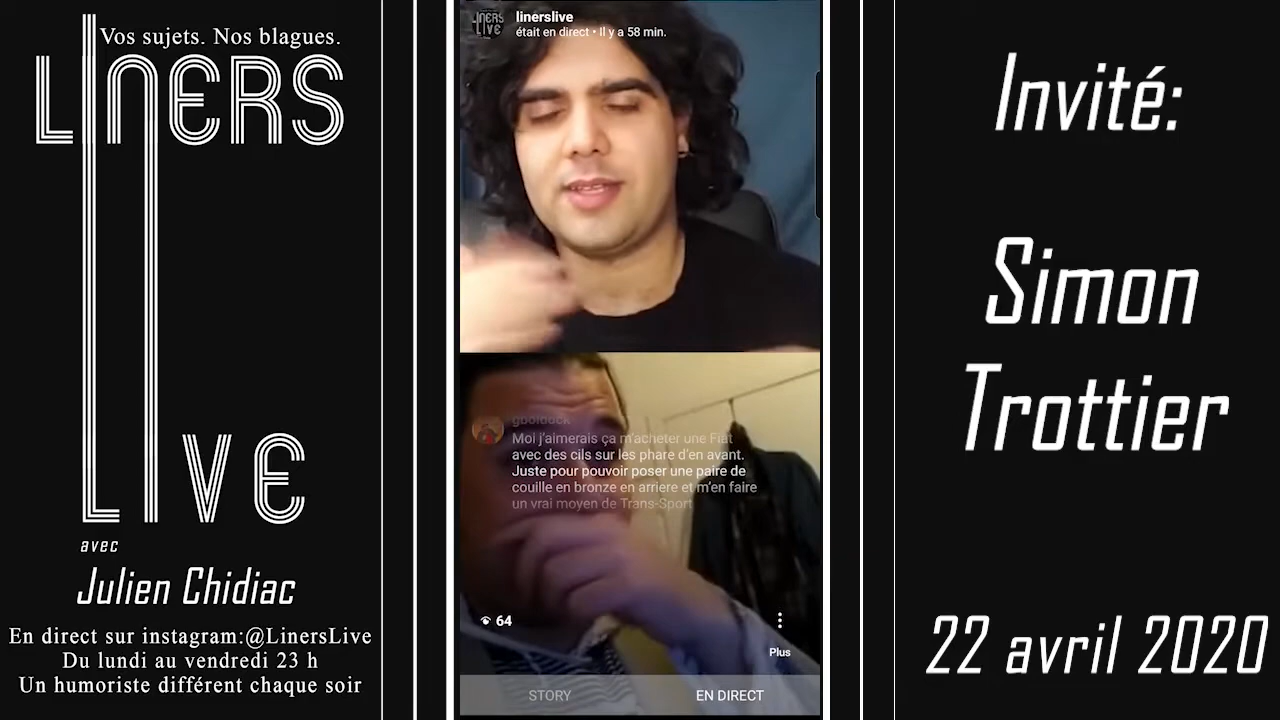 Vos sujets. Nos blagues.
LINERS
LIVE
avec
Julien Chidiac
En direct sur instagram:@LinersLive
Du lundi au vendredi 23 h
Un humoriste différent chaque soir
LINERS
LIVE
linerslive
était en direct • Il y a 58 min.
gboiduck
Moi j'aimerais ça m'acheter une Fiat
avec des cils sur les phare d'en avant.
Juste pour pouvoir poser une paire de
couille en bronze en arriere et m'en faire
un vrai moyen de Trans-Sport
64
Plus
STORY
EN DIRECT
Invité:
Simon
Trottier
22 avril 2020